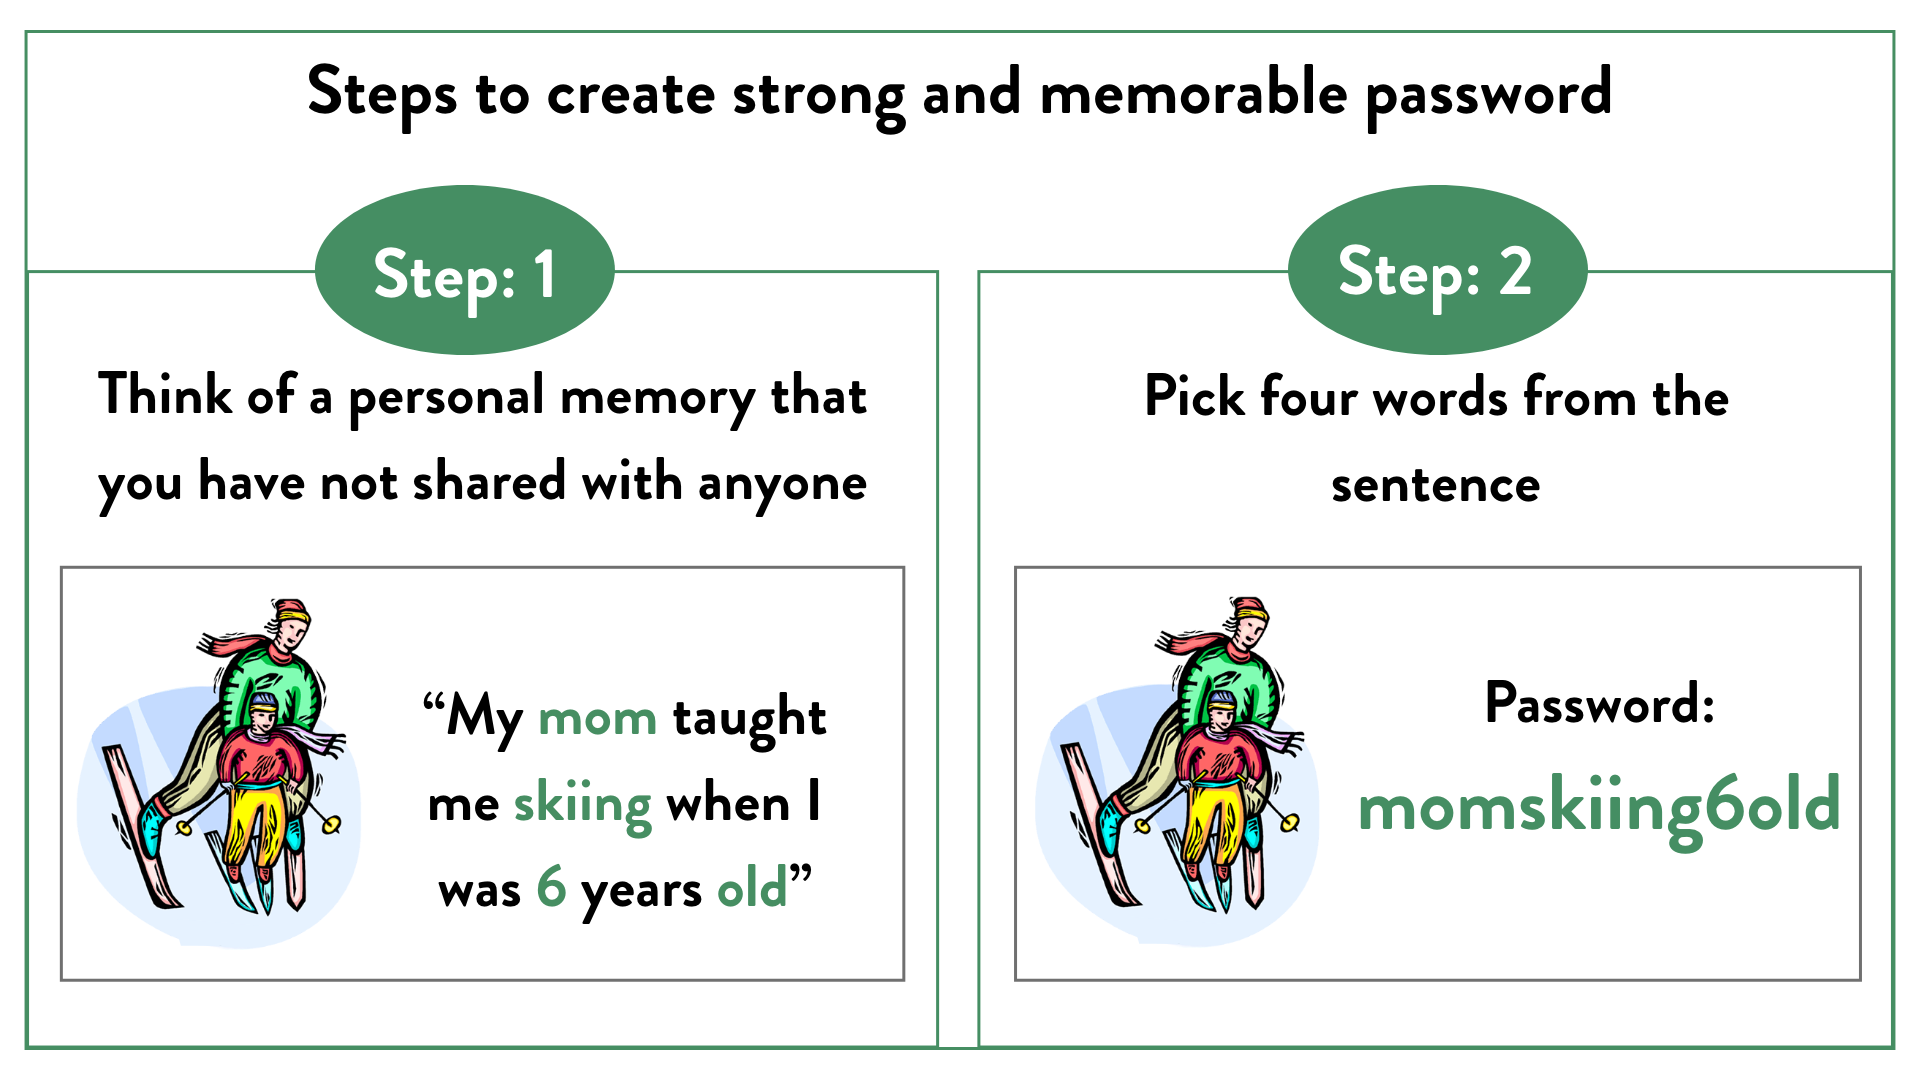 Steps to create strong and memorable password
Step: 1
Think of a personal memory that
you have not shared with anyone
“My mom taught
me skiing when I
was 6 years old”
Step: 2
Pick four words from the
sentence
Password:
momskiing6old